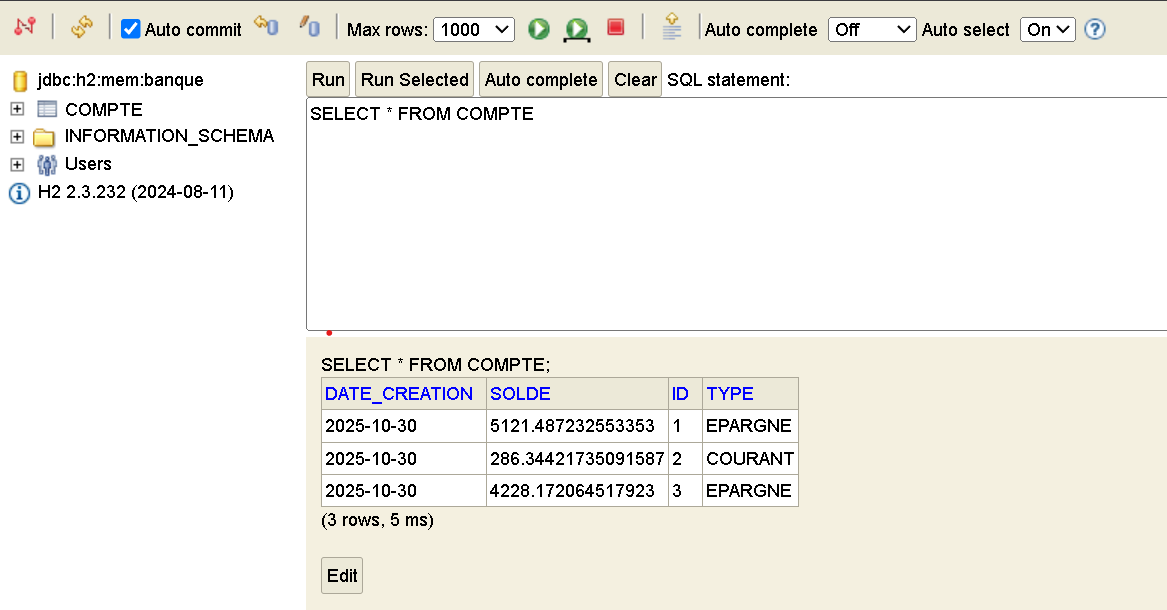 Auto commit Max rows: 1000 Auto complete Off Auto select On ?
jdbc:h2:mem:banque
COMPTE
INFORMATION_SCHEMA
Users
H2 2.3.232 (2024-08-11)
Run Run Selected Auto complete Clear SQL statement:
SELECT * FROM COMPTE
SELECT * FROM COMPTE;
DATE_CREATION SOLDE ID TYPE
2025-10-30 5121.487232553353 1 EPARGNE
2025-10-30 286.34421735091587 2 COURANT
2025-10-30 4228.172064517923 3 EPARGNE
(3 rows, 5 ms)
Edit